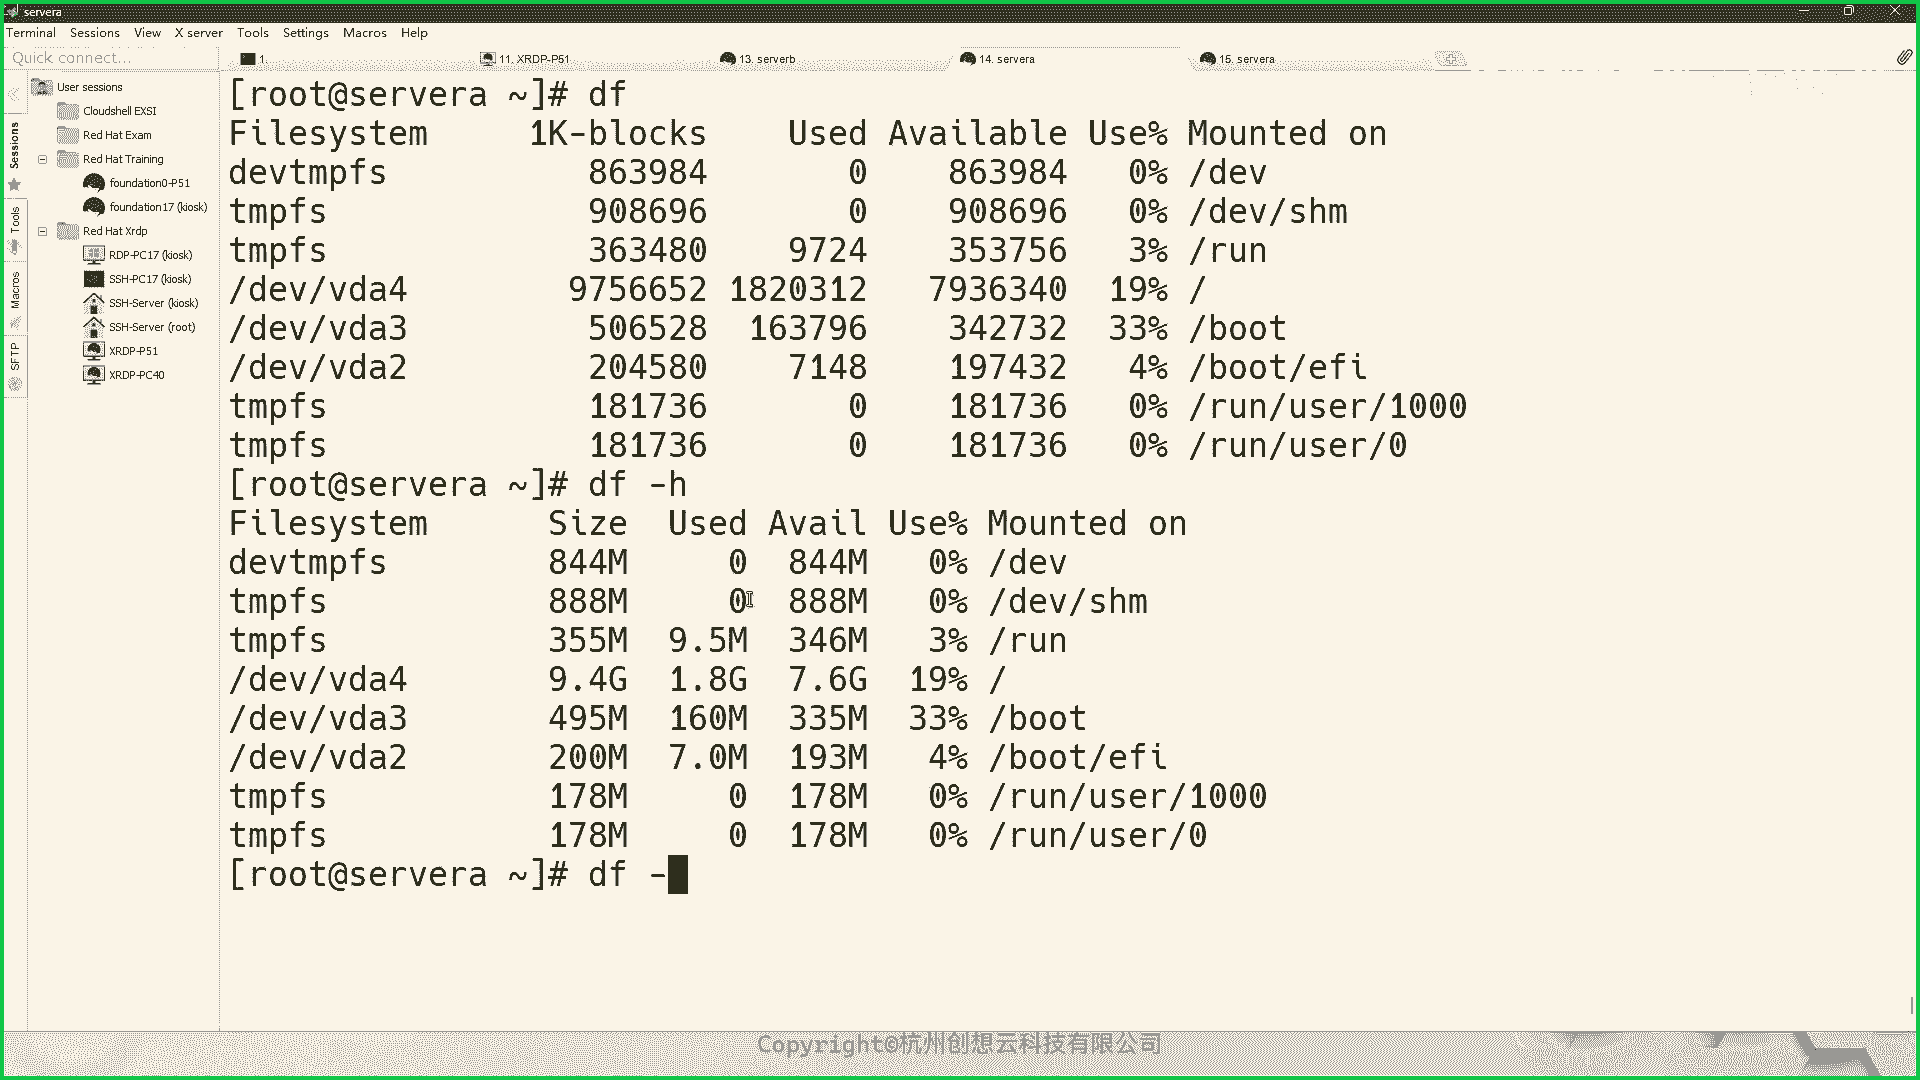 servera
Terminal Sessions View X server Tools Settings Macros Help
Quick connect...
1. 11. XRDP-P51 13. serverb 14. servera 15. servera
Sessions
Tools
Macros
SFTP
User sessions
Cloudshell EXSI
Red Hat Exam
Red Hat Training
foundation0-P51
foundation17 (kiosk)
Red Hat Xrdp
RDP-PC17 (kiosk)
SSH-PC17 (kiosk)
SSH-Server (kiosk)
SSH-Server (root)
XRDP-P51
XRDP-PC40
[root@servera ~]# df
Filesystem 1K-blocks Used Available Use% Mounted on
devtmpfs 863984 0 863984 0% /dev
tmpfs 908696 0 908696 0% /dev/shm
tmpfs 363480 9724 353756 3% /run
/dev/vda4 9756652 1820312 7936340 19% /
/dev/vda3 506528 163796 342732 33% /boot
/dev/vda2 204580 7148 197432 4% /boot/efi
tmpfs 181736 0 181736 0% /run/user/1000
tmpfs 181736 0 181736 0% /run/user/0
[root@servera ~]# df -h
Filesystem Size Used Avail Use% Mounted on
devtmpfs 844M 0 844M 0% /dev
tmpfs 888M 0 888M 0% /dev/shm
tmpfs 355M 9.5M 346M 3% /run
/dev/vda4 9.4G 1.8G 7.6G 19% /
/dev/vda3 495M 160M 335M 33% /boot
/dev/vda2 200M 7.0M 193M 4% /boot/efi
tmpfs 178M 0 178M 0% /run/user/1000
tmpfs 178M 0 178M 0% /run/user/0
[root@servera ~]# df -
Copyright©杭州创想云科技有限公司